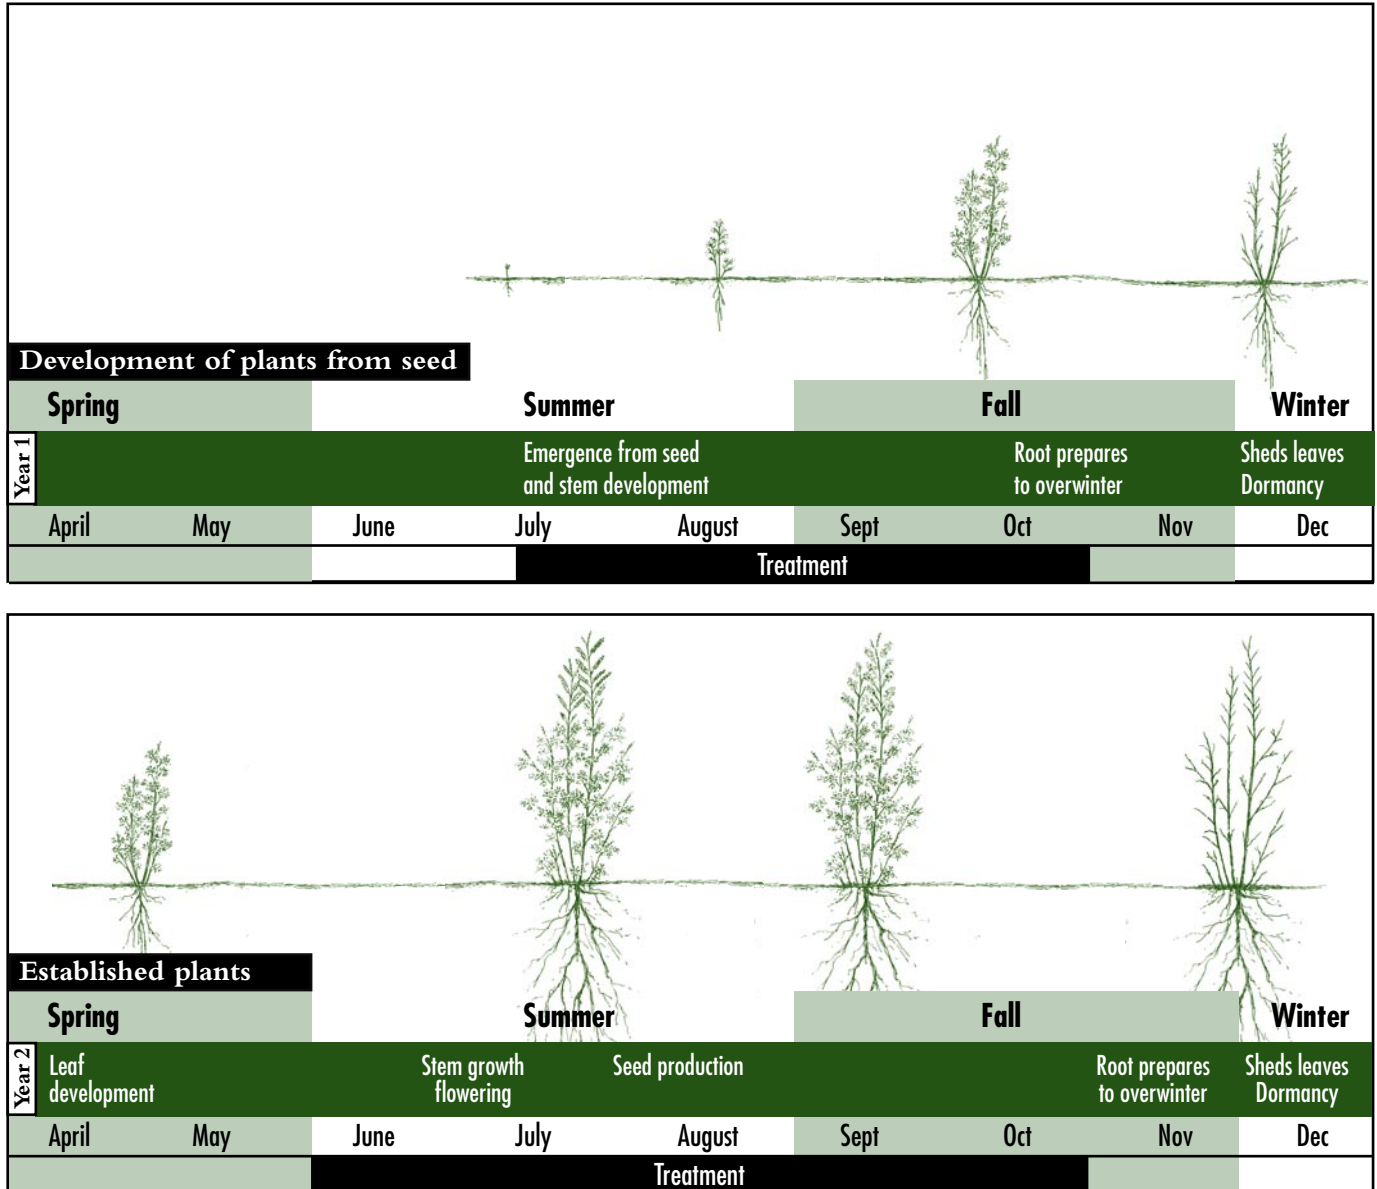 Development of plants from seed
Spring Summer Fall Winter
Year 1
Emergence from seed
and stem development
Root prepares
to overwinter
Sheds leaves
Dormancy
April May June July August Sept Oct Nov Dec
Treatment
Established plants
Spring Summer Fall Winter
Year 2
Leaf
development
Stem growth
flowering
Seed production
Root prepares
to overwinter
Sheds leaves
Dormancy
April May June July August Sept Oct Nov Dec
Treatment